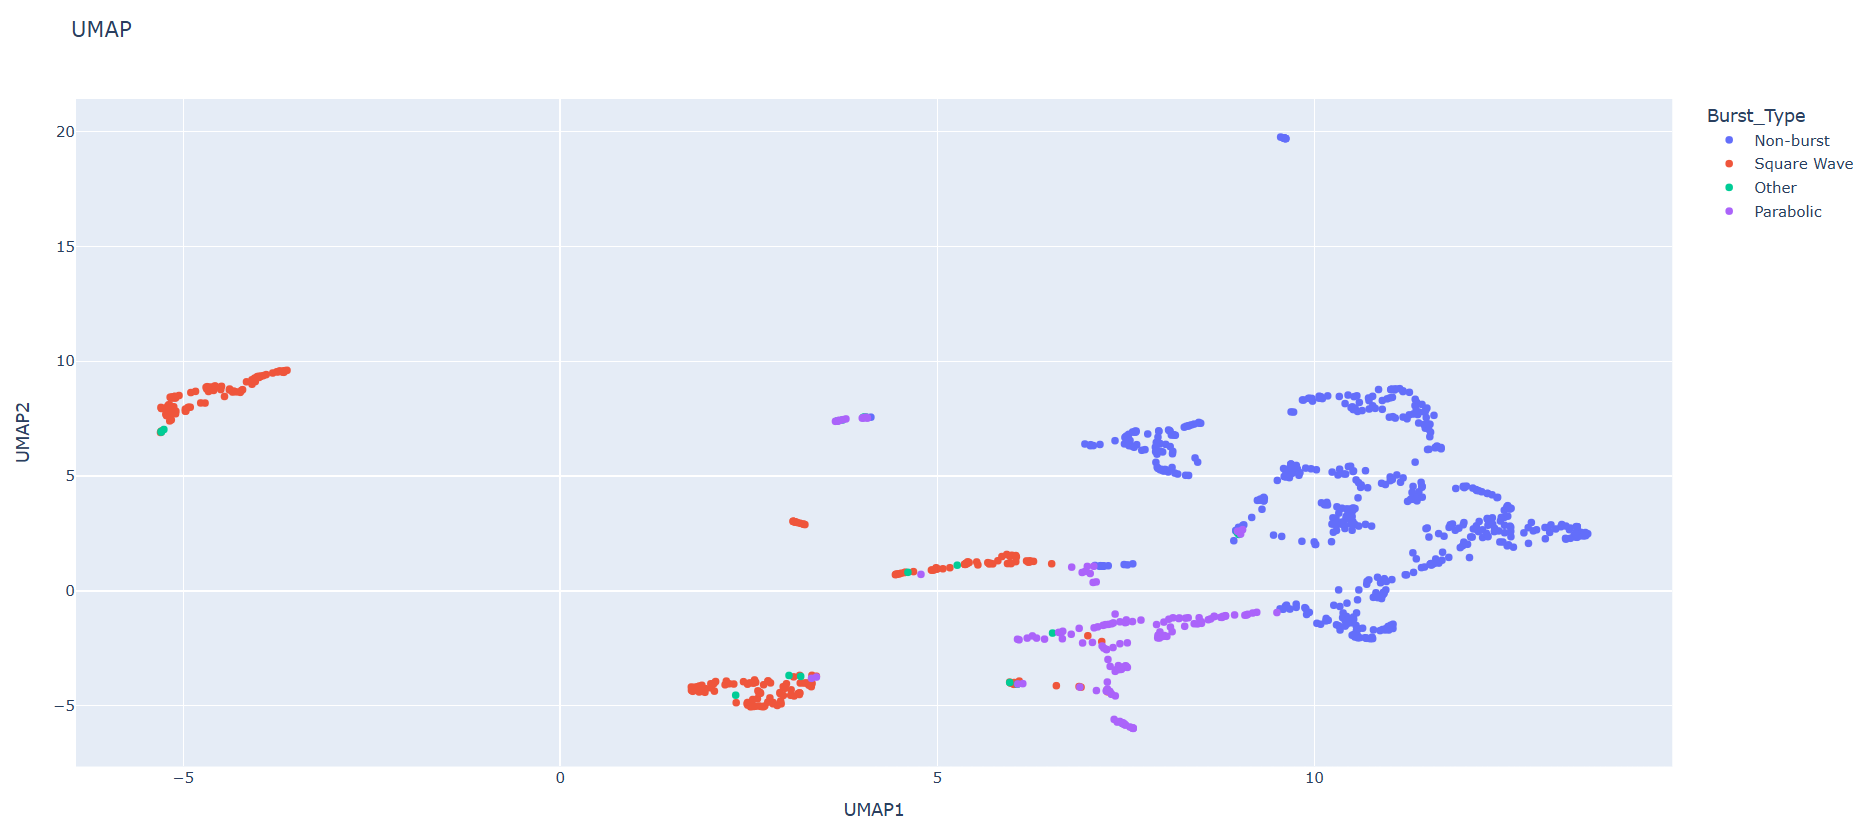 UMAP
Burst_Type
Non-burst
Square Wave
Other
Parabolic
20
15
10
5
0
−5
UMAP2
−5
0
5
10
UMAP1